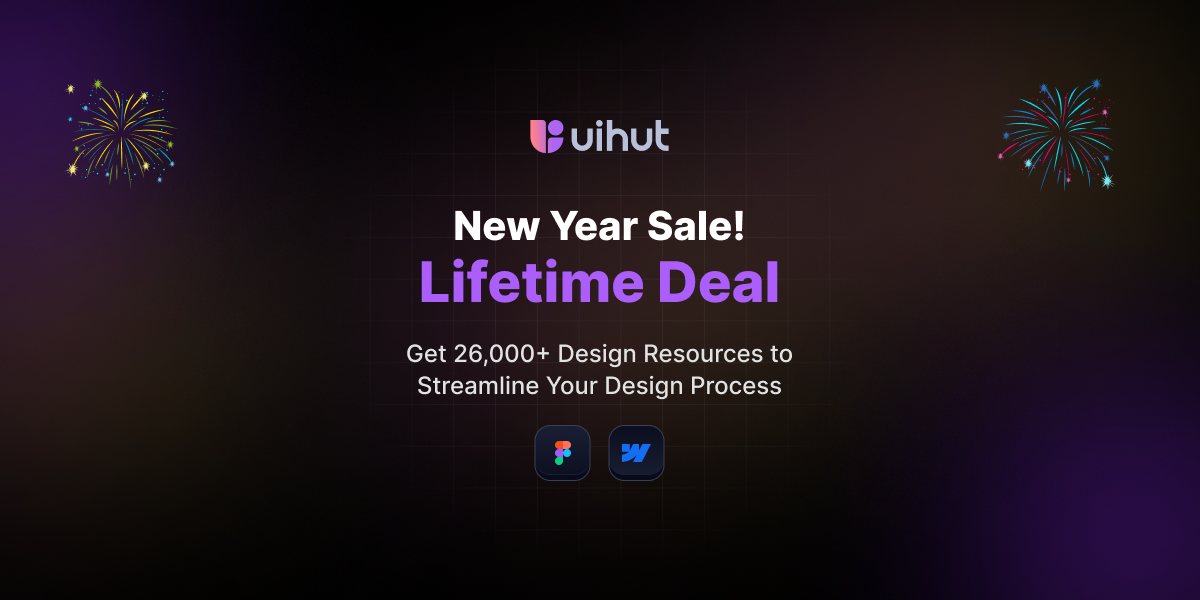 uihut
New Year Sale!
Lifetime Deal
Get 26,000+ Design Resources to
Streamline Your Design Process